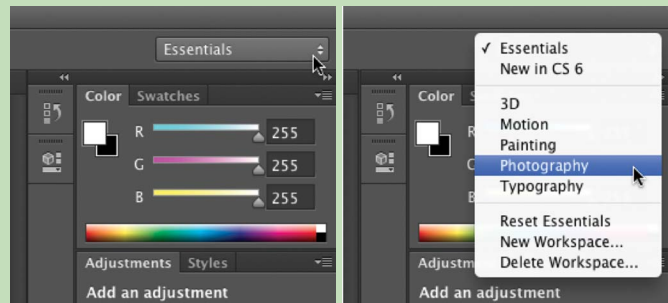 Essentials
Color Swatches
R 255
G 255
B 255
Adjustments Styles
Add an adjustment
✓ Essentials
New in CS 6
3D
Motion
Painting
Photography
Typography
Reset Essentials
New Workspace...
Delete Workspace...
Color
Add an adjustment